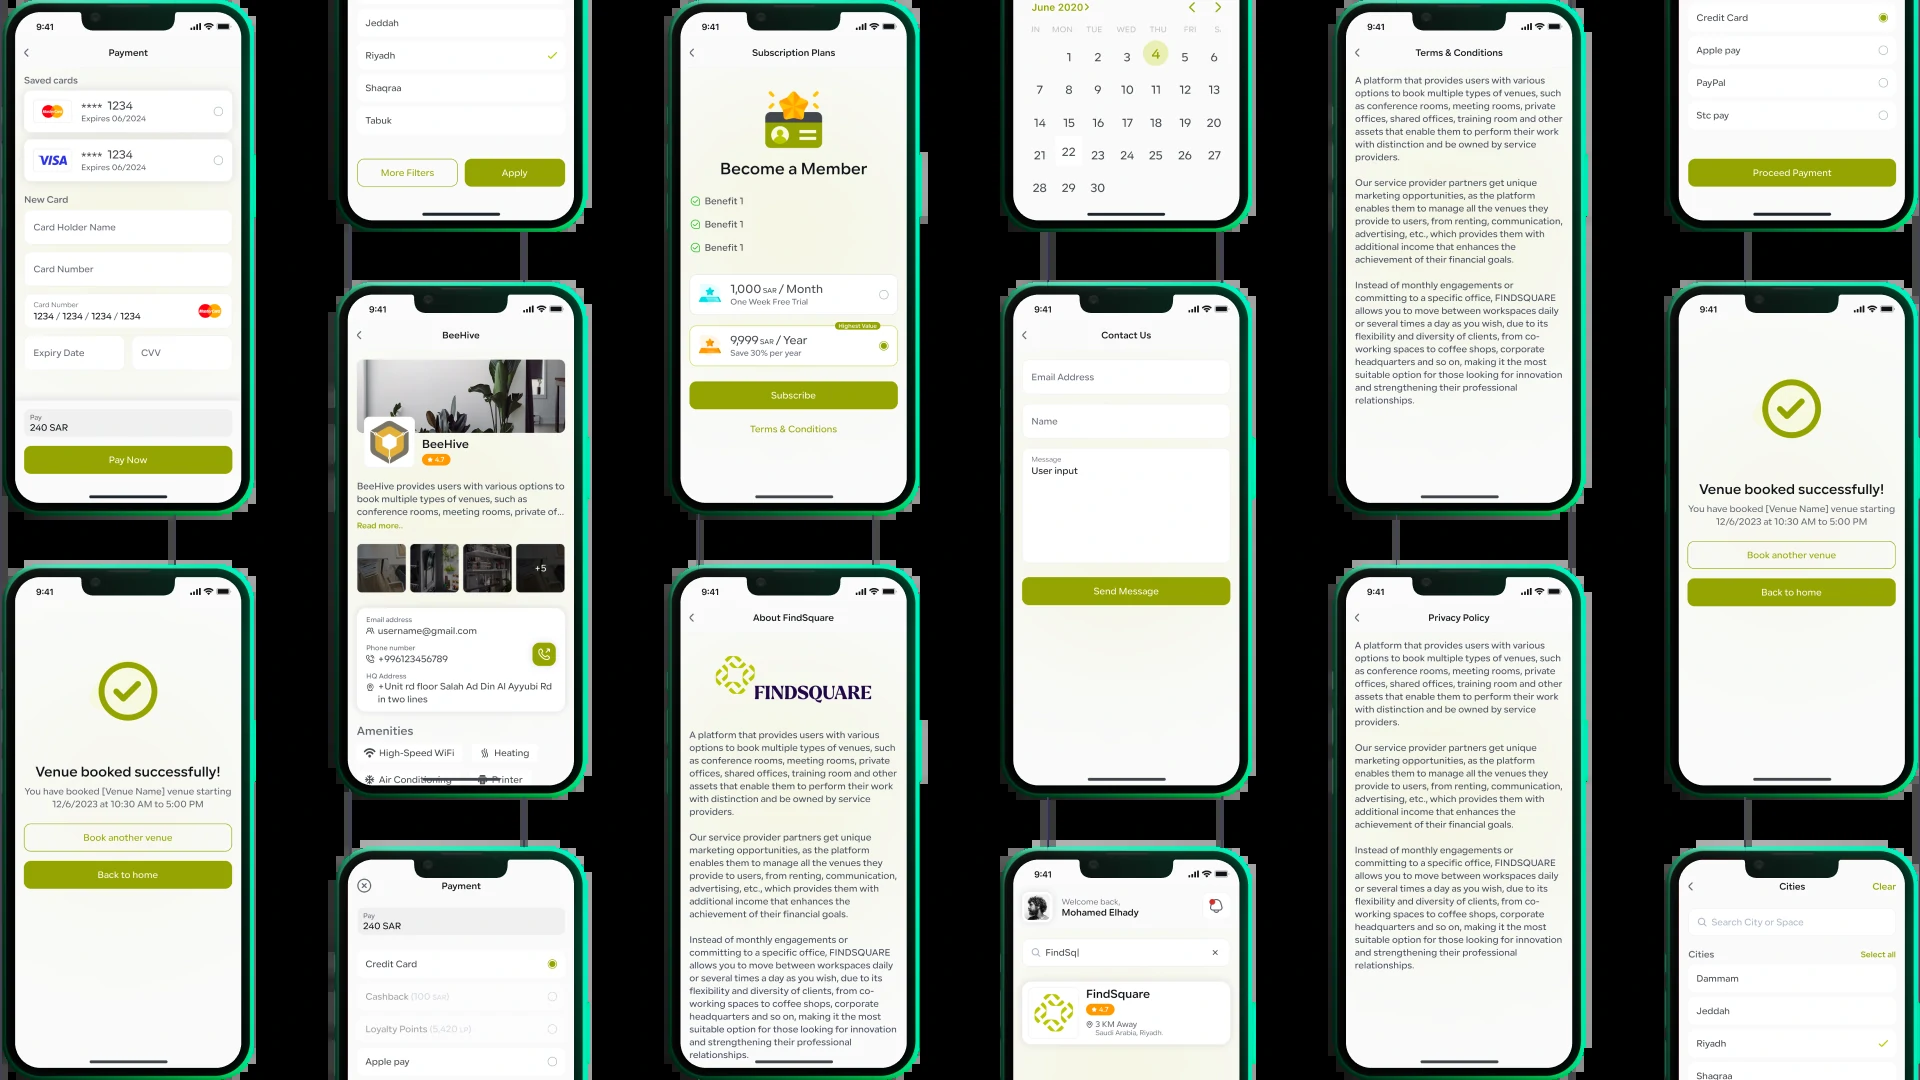 9:41
Payment
Saved cards
**** 1234
Expires 06/2024
VISA
**** 1234
Expires 06/2024
New Card
Card Holder Name
Card Number
Card Number
1234 / 1234 / 1234 / 1234
Expiry Date
CVV
Pay
240 SAR
Pay Now
9:41
Venue booked successfully!
You have booked [Venue Name] venue starting
12/6/2023 at 10:30 AM to 5:00 PM
Book another venue
Back to home
Jeddah
Riyadh
Shaqraa
Tabuk
More Filters
Apply
9:41
BeeHive
BeeHive
4.7
BeeHive provides users with various options to
book multiple types of venues, such as
conference rooms, meeting rooms, private of...
Read more..
+5
Email address
username@gmail.com
Phone number
+996123456789
HQ Address
+Unit rd floor Salah Ad Din Al Ayyubi Rd
in two lines
Amenities
High-Speed WiFi
Heating
Air Conditioning
Printer
Payment
Pay
240 SAR
Credit Card
Cashback (100 SAR)
Loyalty Points (5,420 LP)
Apple pay
9:41
Subscription Plans
Become a Member
Benefit 1
Benefit 1
Benefit 1
1,000 SAR / Month
One Week Free Trial
Highest Value
9,999 SAR / Year
Save 30% per year
Subscribe
Terms & Conditions
9:41
About FindSquare
FINDSQUARE
A platform that provides users with various
options to book multiple types of venues, such
as conference rooms, meeting rooms, private
offices, shared offices, training room and other
assets that enable them to perform their work
with distinction and be owned by service
providers.
Our service provider partners get unique
marketing opportunities, as the platform
enables them to manage all the venues they
provide to users, from renting, communication,
advertising, etc., which provides them with
additional income that enhances the
achievement of their financial goals.
Instead of monthly engagements or
committing to a specific office, FINDSQUARE
allows you to move between workspaces daily
or several times a day as you wish, due to its
flexibility and diversity of clients, from co-
working spaces to coffee shops, corporate
headquarters and so on, making it the most
suitable option for those looking for innovation
and strengthening their professional
relationships.
June 2020
IN MON TUE WED THU FRI S
1 2 3 4 5 6
7 8 9 10 11 12 13
14 15 16 17 18 19 20
21 22 23 24 25 26 27
28 29 30
9:41
Contact Us
Email Address
Name
Message
User input
Send Message
9:41
Welcome back,
Mohamed Elhady
FindSq|
FindSquare
4.7
3 KM Away
Saudi Arabia, Riyadh
9:41
Terms & Conditions
A platform that provides users with various
options to book multiple types of venues, such
as conference rooms, meeting rooms, private
offices, shared offices, training room and other
assets that enable them to perform their work
with distinction and be owned by service
providers.
Our service provider partners get unique
marketing opportunities, as the platform
enables them to manage all the venues they
provide to users, from renting, communication,
advertising, etc., which provides them with
additional income that enhances the
achievement of their financial goals.
Instead of monthly engagements or
committing to a specific office, FINDSQUARE
allows you to move between workspaces daily
or several times a day as you wish, due to its
flexibility and diversity of clients, from co-
working spaces to coffee shops, corporate
headquarters and so on, making it the most
suitable option for those looking for innovation
and strengthening their professional
relationships.
9:41
Privacy Policy
A platform that provides users with various
options to book multiple types of venues, such
as conference rooms, meeting rooms, private
offices, shared offices, training room and other
assets that enable them to perform their work
with distinction and be owned by service
providers.
Our service provider partners get unique
marketing opportunities, as the platform
enables them to manage all the venues they
provide to users, from renting, communication,
advertising, etc., which provides them with
additional income that enhances the
achievement of their financial goals.
Instead of monthly engagements or
committing to a specific office, FINDSQUARE
allows you to move between workspaces daily
or several times a day as you wish, due to its
flexibility and diversity of clients, from co-
working spaces to coffee shops, corporate
headquarters and so on, making it the most
suitable option for those looking for innovation
and strengthening their professional
relationships.
Credit Card
Apple pay
PayPal
Stc pay
Proceed Payment
9:41
Venue booked successfully!
You have booked [Venue Name] venue starting
12/6/2023 at 10:30 AM to 5:00 PM
Book another venue
Back to home
Cities
Clear
Search City or Space
Cities
Select all
Dammam
Jeddah
Riyadh
Shaqraa